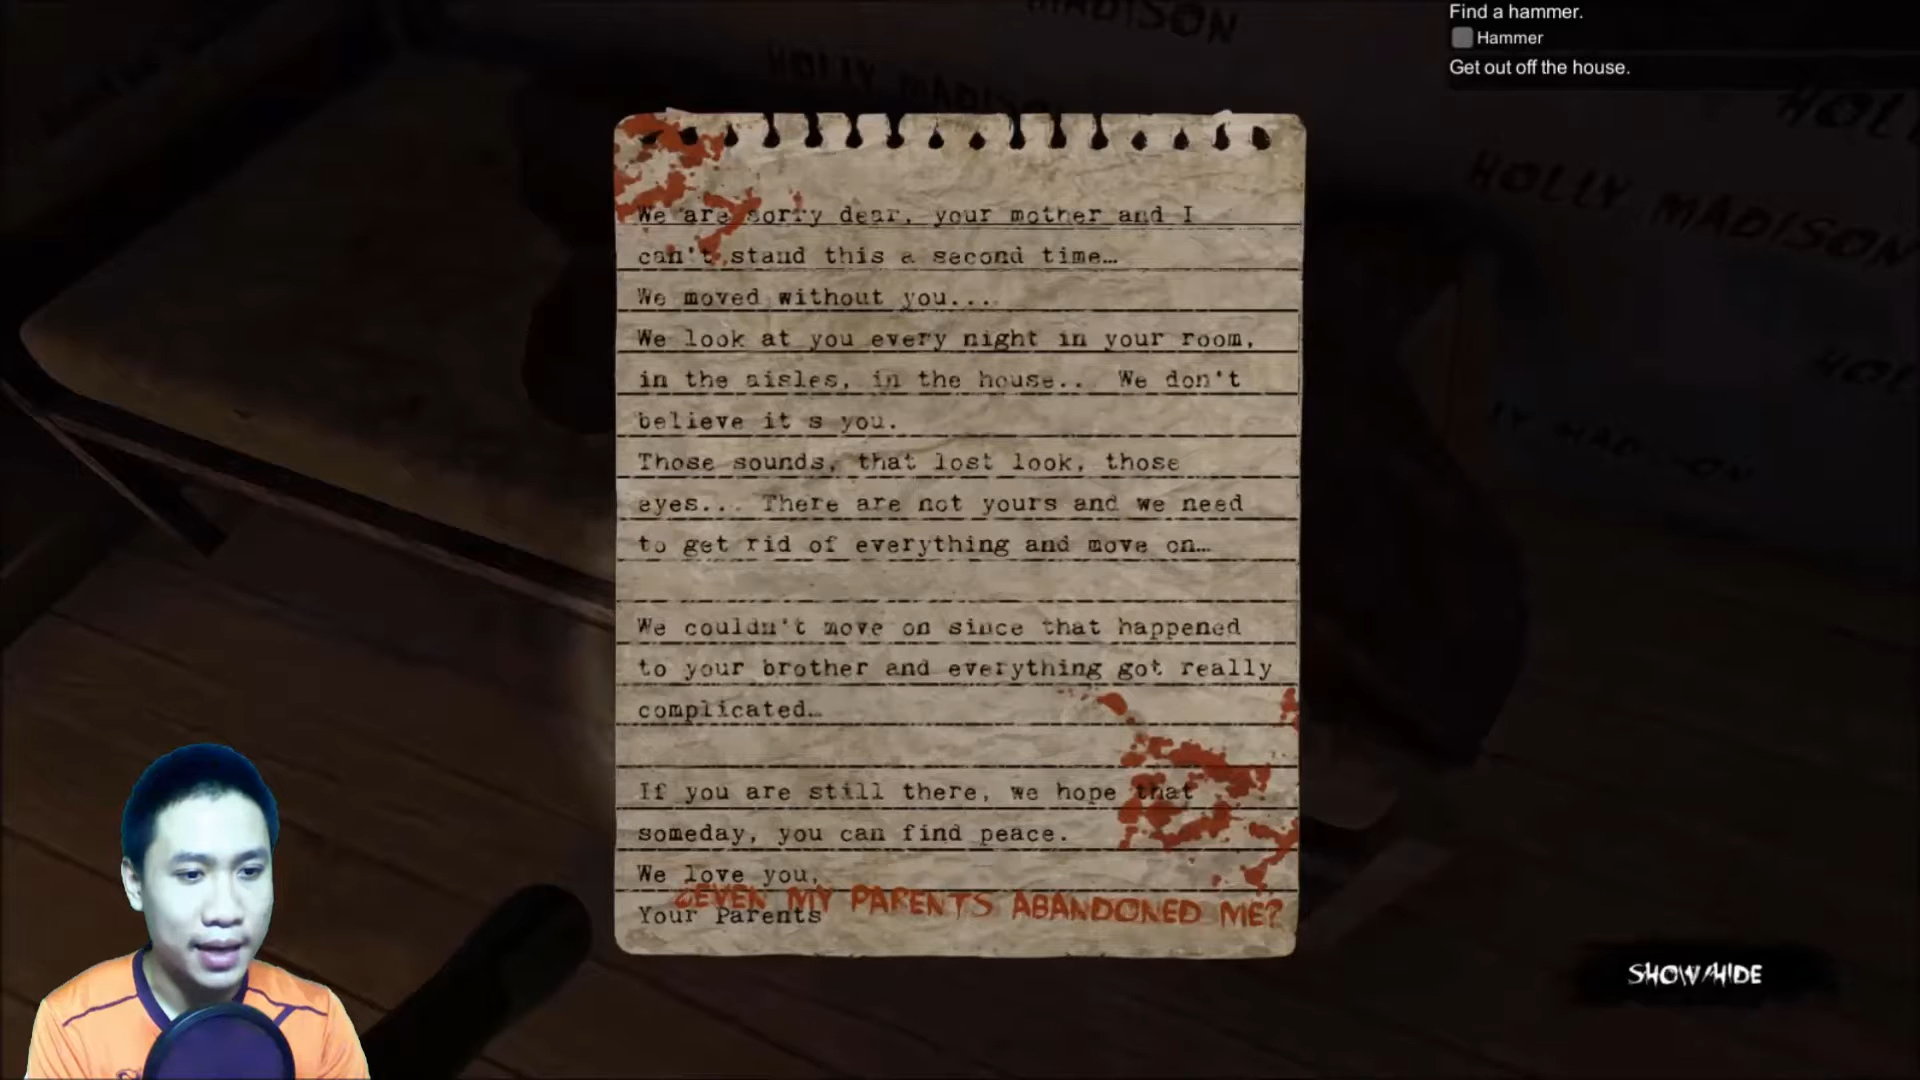 Find a hammer.
Hammer
Get out off the house.
MADISON
HOLLY MADISON
HOLLY MADISON
We are sorry dear, your mother and I
can't stand this a second time…
We moved without you...
We look at you every night in your room,
in the aisles, in the house.. We don't
believe it s you.
Those sounds, that lost look, those
eyes... There are not yours and we need
to get rid of everything and move on…
We couldn't move on since that happened
to your brother and everything got really
complicated…
If you are still there, we hope that
someday, you can find peace.
We love you,
Your Parents
¿EVEN MY PARENTS ABANDONED ME?
SHOW/HIDE